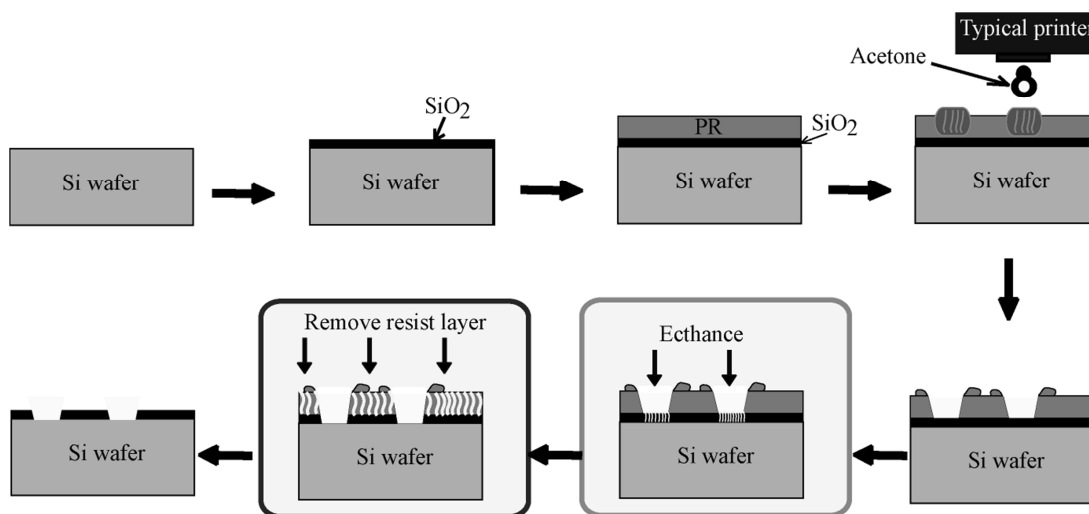 Typical printer
Acetone
SiO2
SiO2
PR
Si wafer
Si wafer
Si wafer
Si wafer
Remove resist layer
Ecthance
Si wafer
Si wafer
Si wafer
Si wafer